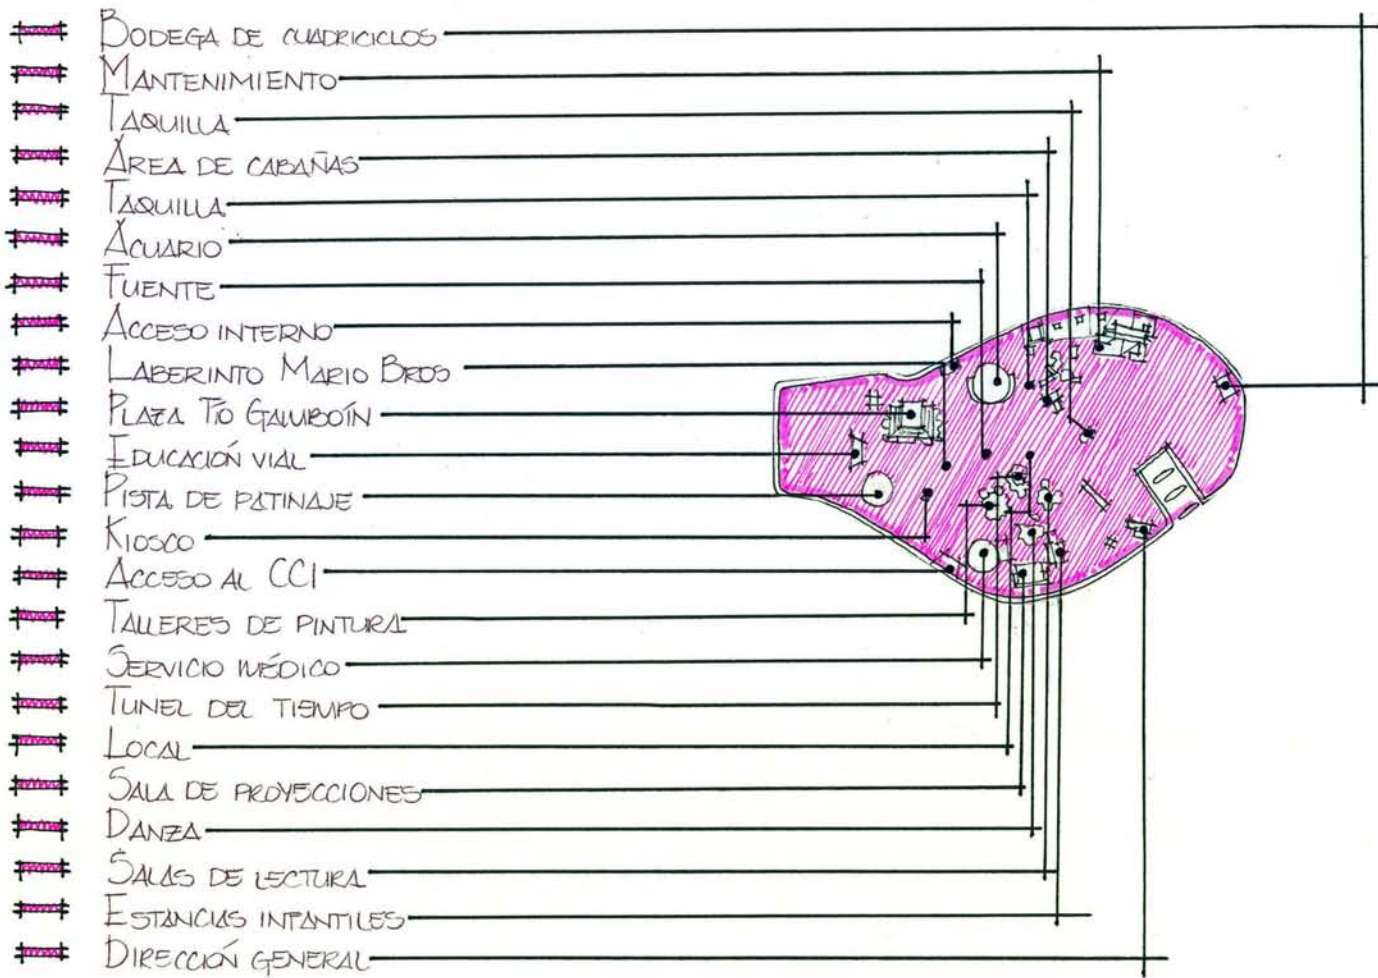 BODEGA DE CUADRICICLOS
MANTENIMIENTO
TAQUILLA
ÁREA DE CABAÑAS
TAQUILLA
ACUARIO
FUENTE
ACCESO INTERNO
LABERINTO MARIO BROS
PLAZA TÍO GAMBOÍN
EDUCACIÓN VIAL
PISTA DE PATINAJE
KIOSCO
ACCESO AL CCI
TALLERES DE PINTURA
SERVICIO MÉDICO
TUNEL DEL TIEMPO
LOCAL
SALA DE PROYECCIONES
DANZA
SALAS DE LECTURA
ESTANCIAS INFANTILES
DIRECCIÓN GENERAL